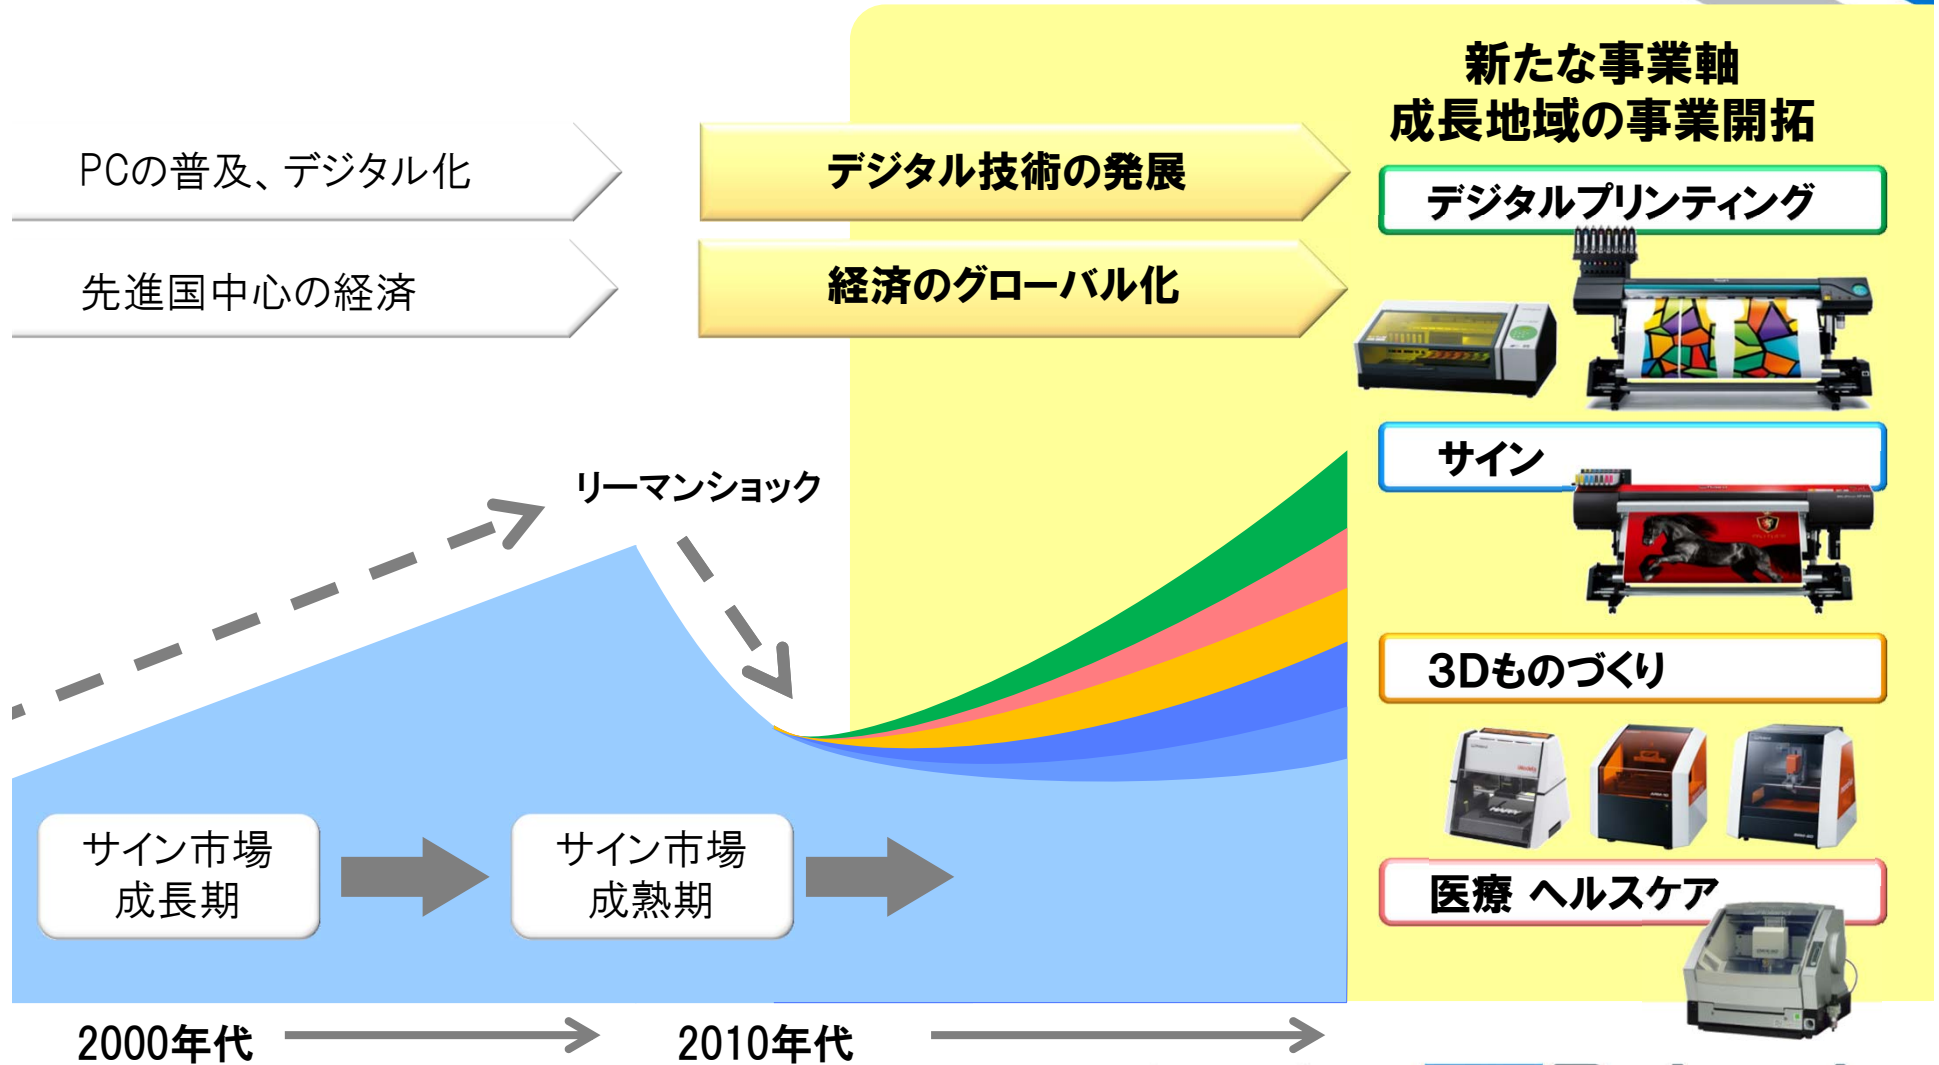 新たな事業軸
成長地域の事業開拓
PCの普及、デジタル化
デジタル技術の発展
先進国中心の経済
経済のグローバル化
デジタルプリンティング
サイン
3Dものづくり
医療 ヘルスケア
リーマンショック
サイン市場
成長期
サイン市場
成熟期
2000年代
2010年代